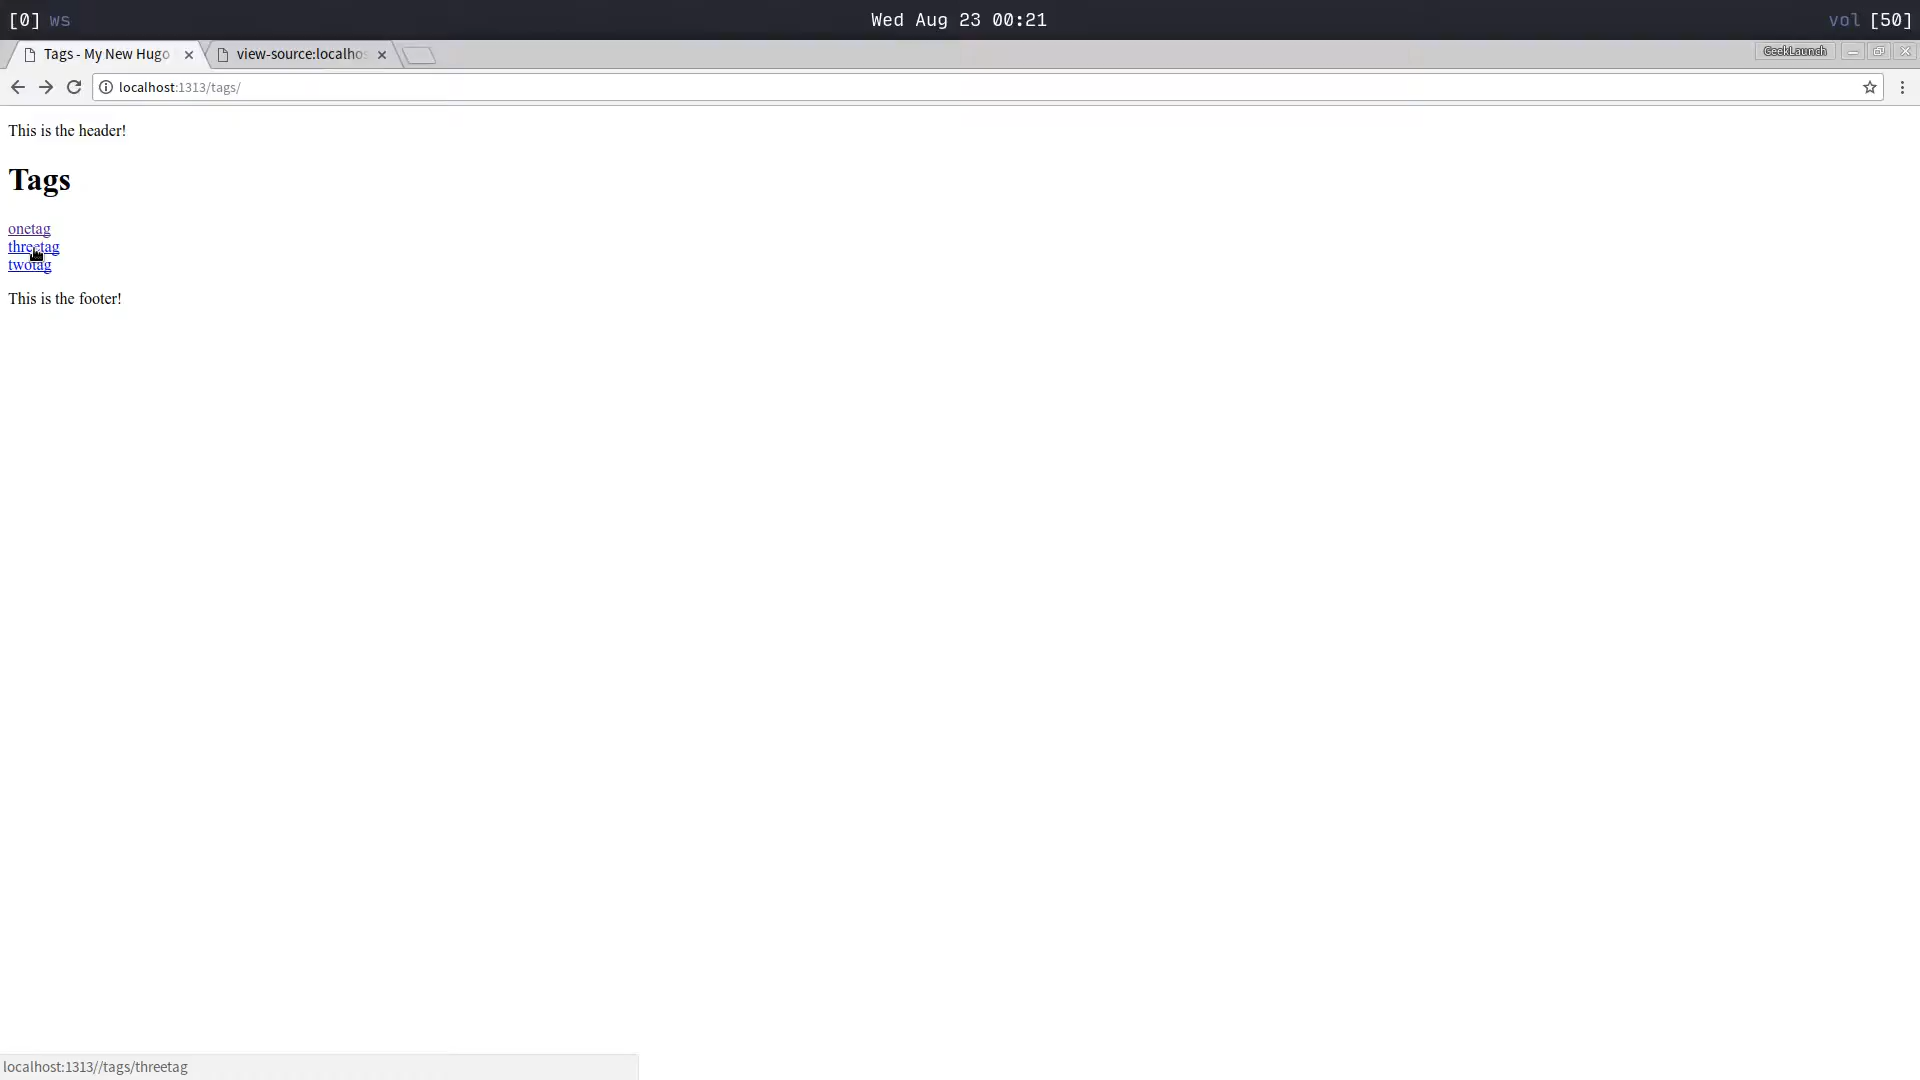 [0] ws
Wed Aug 23 00:21
vol [50]
Tags - My New Hugo
view-source:localhos
GeekLaunch
localhost:1313/tags/
This is the header!
Tags
onetag
threetag
twotag
This is the footer!
localhost:1313//tags/threetag